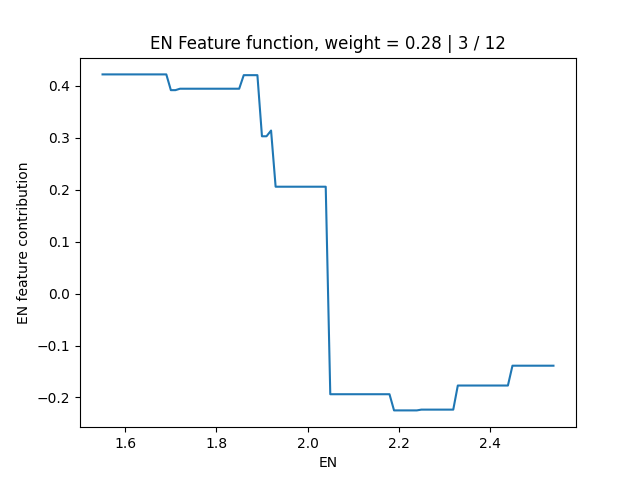 EN Feature function, weight = 0.28 | 3 / 12
EN feature contribution
0.4
0.3
0.2
0.1
0.0
−0.1
−0.2
1.6 1.8 2.0 2.2 2.4
EN